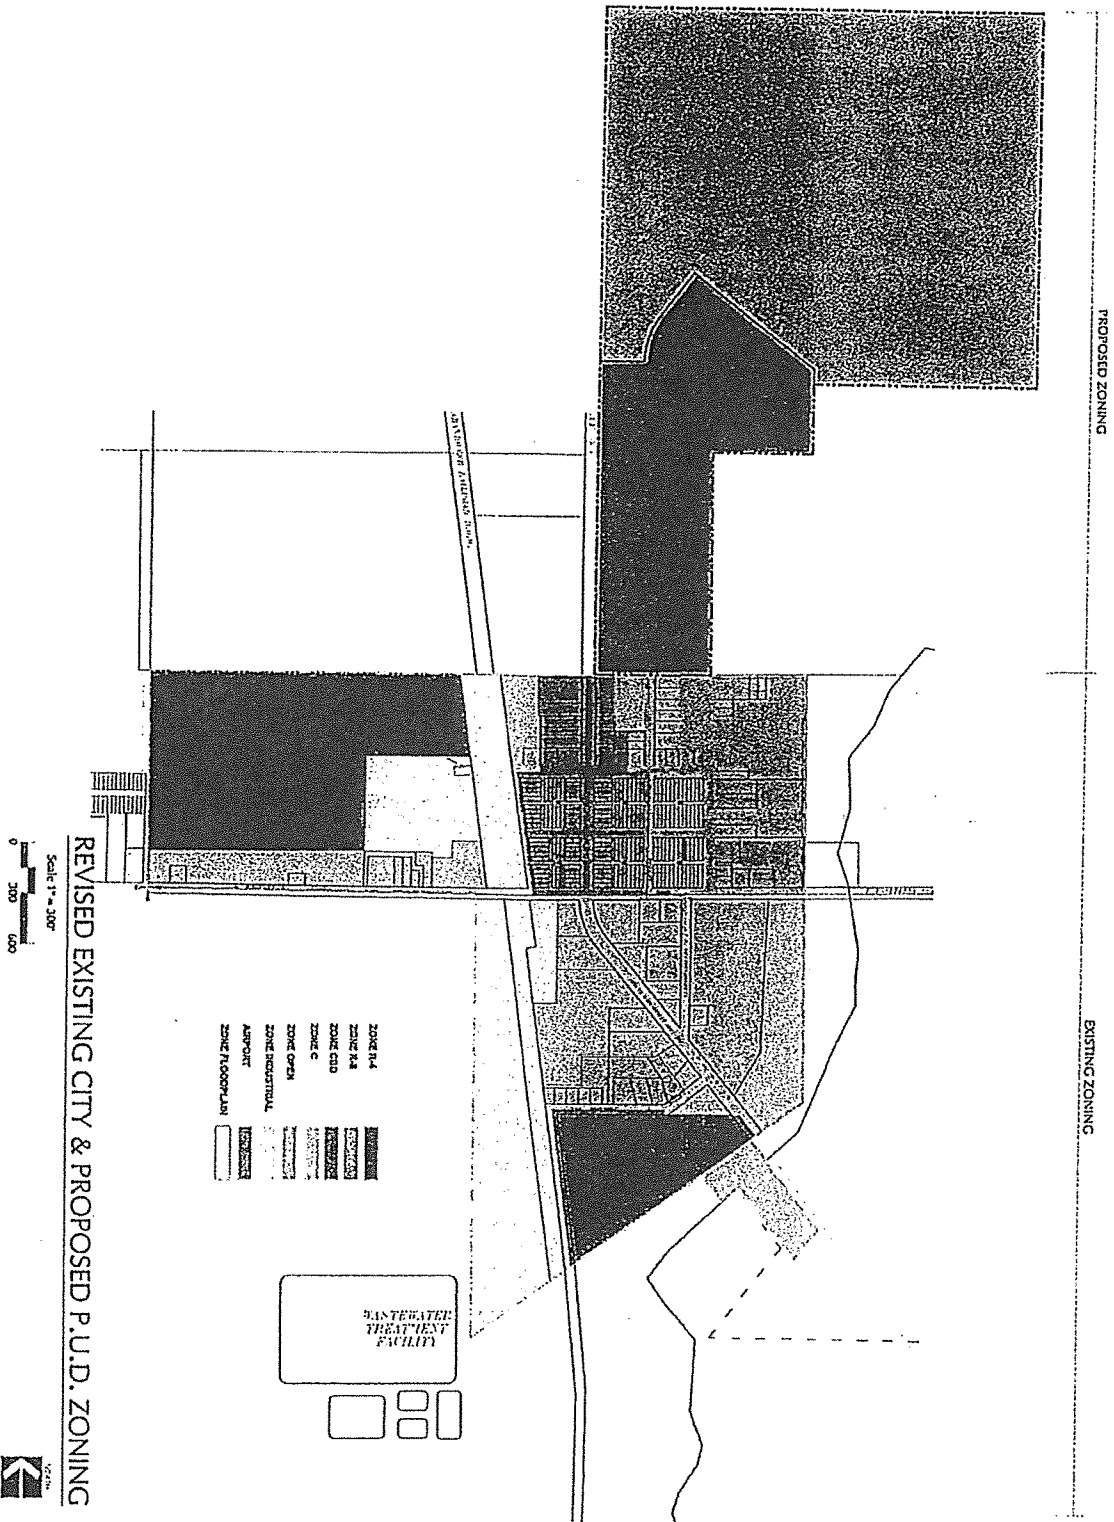 PROPOSED ZONING
EXISTING ZONING
ZONE R-4
ZONE R-8
ZONE CBD
ZONE C
ZONE OPEN
ZONE INDUSTRIAL
AIRPORT
ZONE FLOODPLAIN
WASTEWATER
TREATMENT
FACILITY
REVISED EXISTING CITY & PROPOSED P.U.D. ZONING
Scale 1" = 300'
0 300 600
NORTH